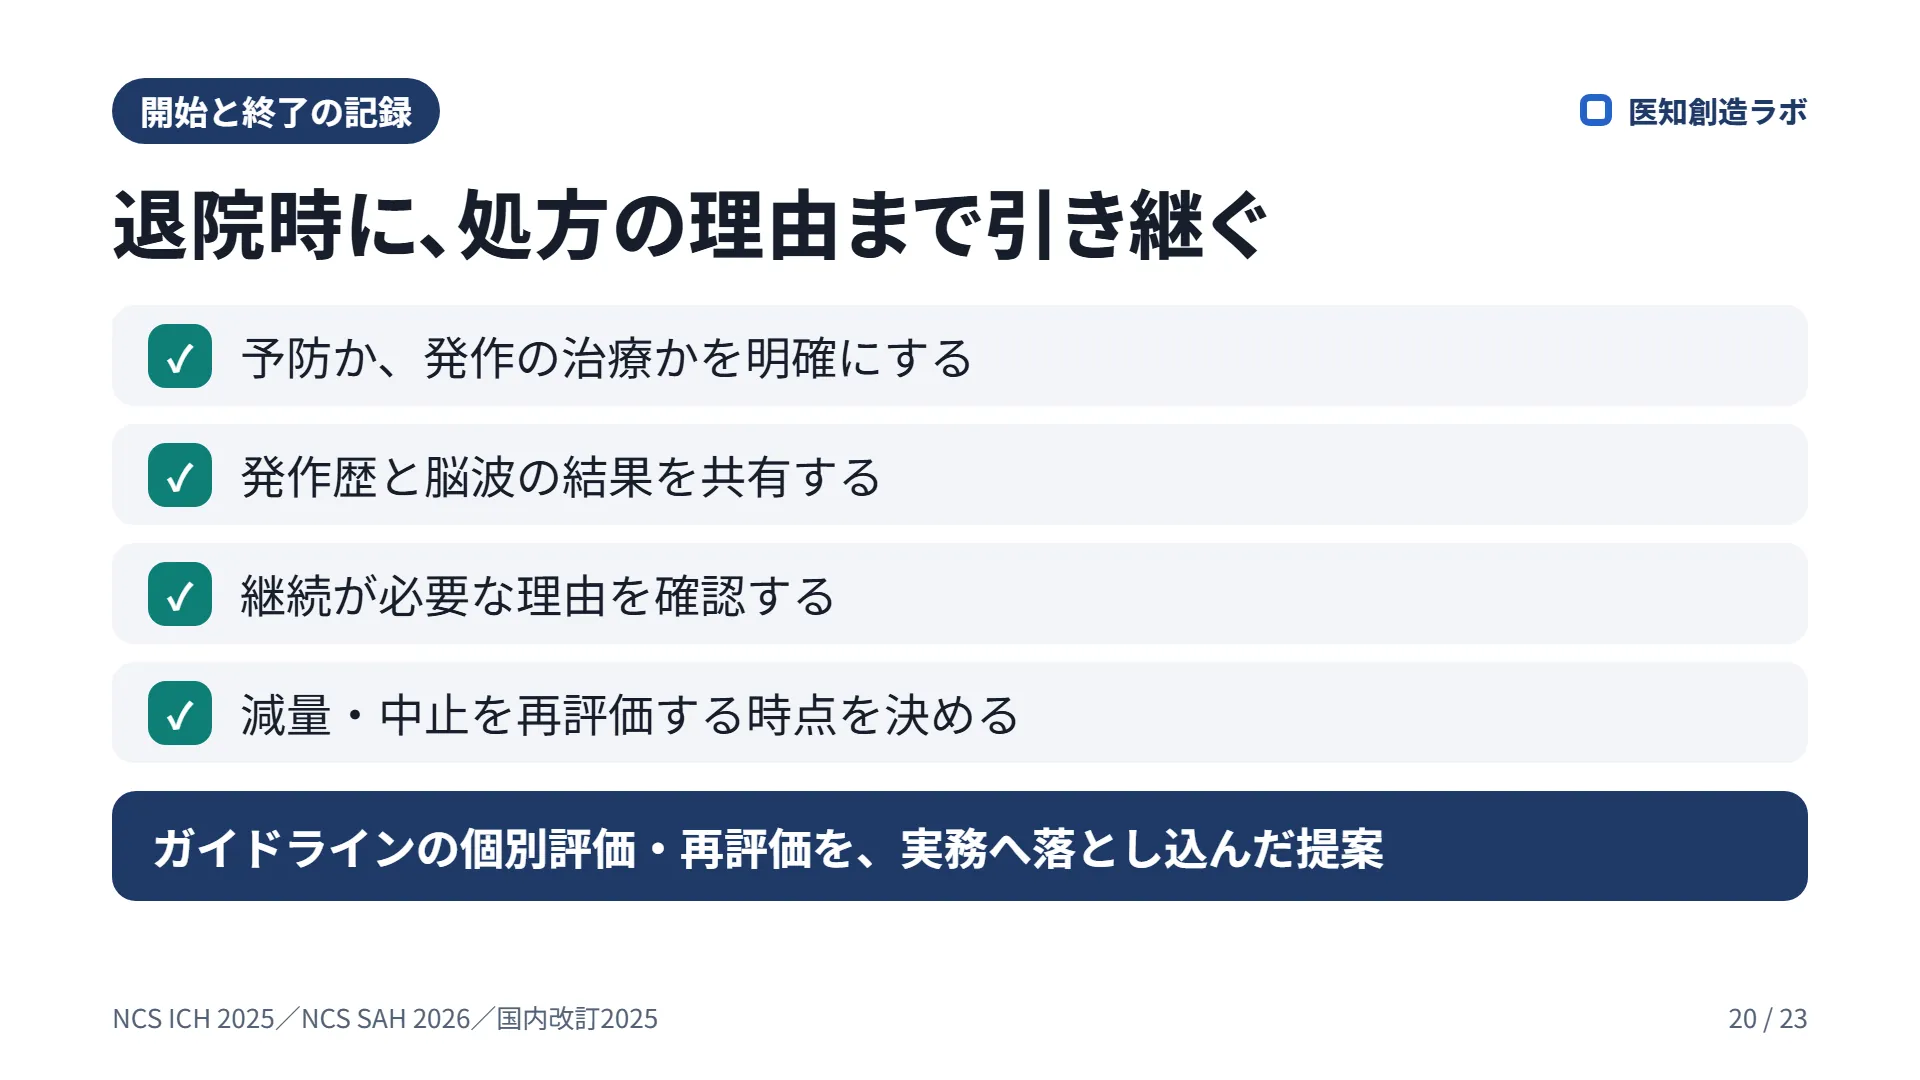 開始と終了の記録
医知創造ラボ
退院時に、処方の理由まで引き継ぐ
予防か、発作の治療かを明確にする
発作歴と脳波の結果を共有する
継続が必要な理由を確認する
減量・中止を再評価する時点を決める
ガイドラインの個別評価・再評価を、実務へ落とし込んだ提案
NCS ICH 2025／NCS SAH 2026／国内改訂2025
20 / 23